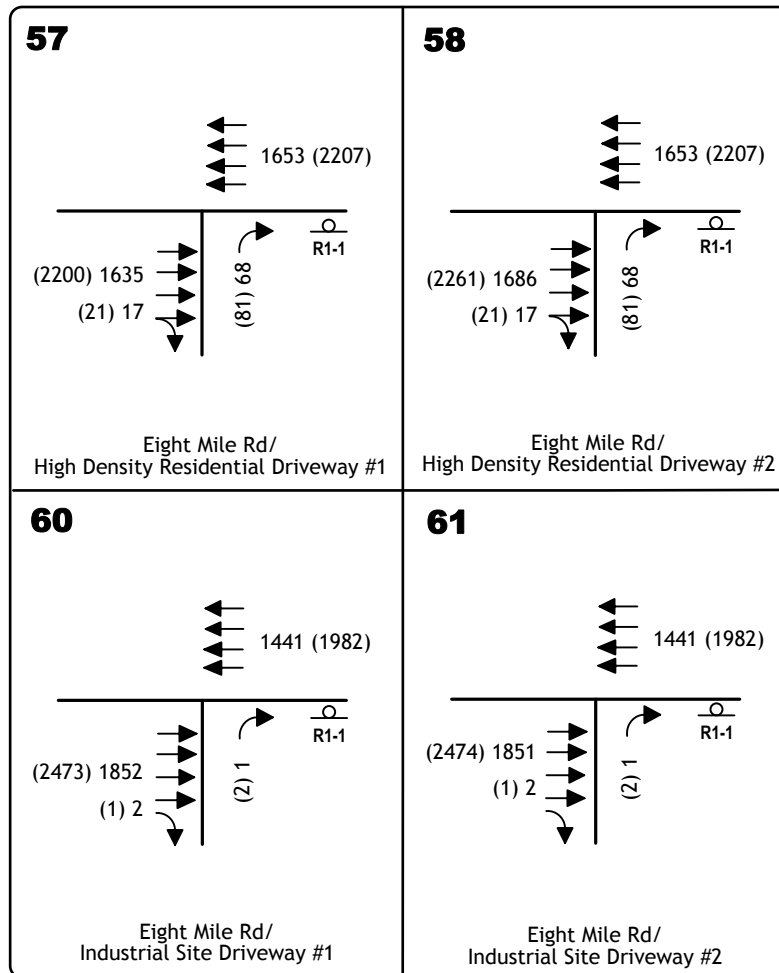 57
1653 (2207)
R1-1
(2200) 1635
(21) 17
(81) 68
Eight Mile Rd/
High Density Residential Driveway #1
58
1653 (2207)
R1-1
(2261) 1686
(21) 17
(81) 68
Eight Mile Rd/
High Density Residential Driveway #2
60
1441 (1982)
R1-1
(2473) 1852
(1) 2
(2) 1
Eight Mile Rd/
Industrial Site Driveway #1
61
1441 (1982)
R1-1
(2474) 1851
(1) 2
(2) 1
Eight Mile Rd/
Industrial Site Driveway #2